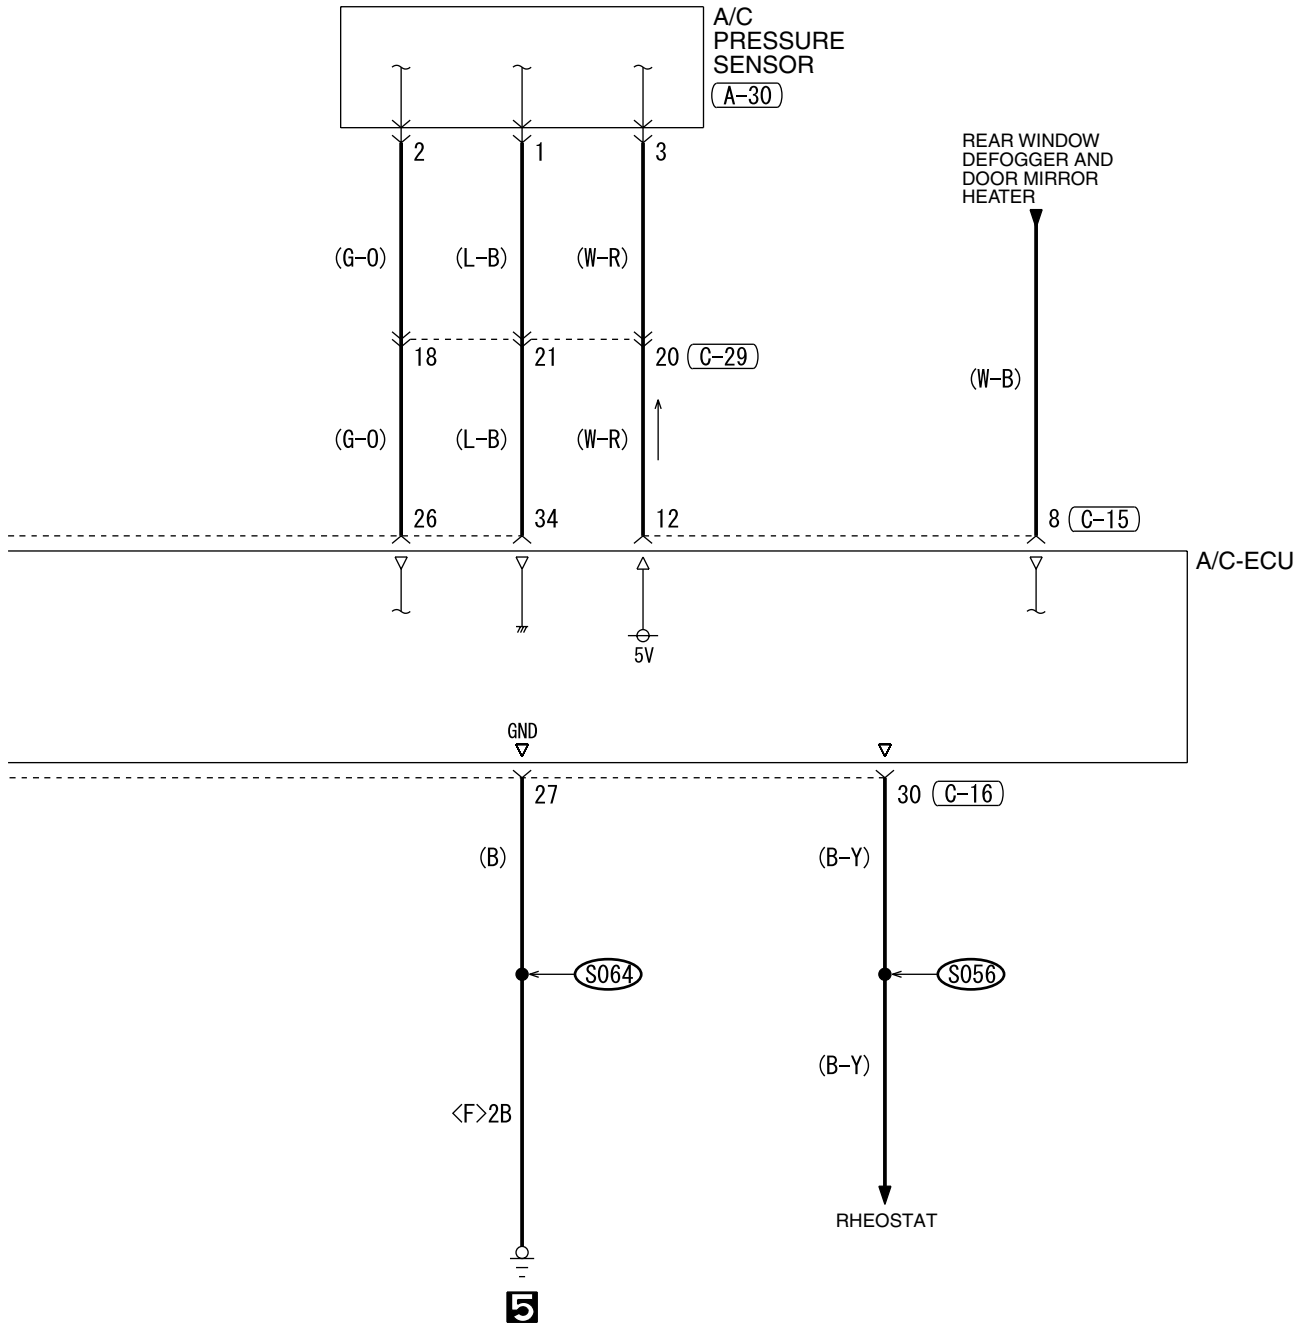 A/C
PRESSURE
SENSOR
A-30
2
1
3
REAR WINDOW
DEFOGGER AND
DOOR MIRROR
HEATER
(G-O)
(L-B)
(W-R)
18
21
20
C-29
(W-B)
(G-O)
(L-B)
(W-R)
26
34
12
8
C-15
A/C-ECU
5V
GND
27
30
C-16
(B)
(B-Y)
S064
S056
(B-Y)
<F>2B
RHEOSTAT
5